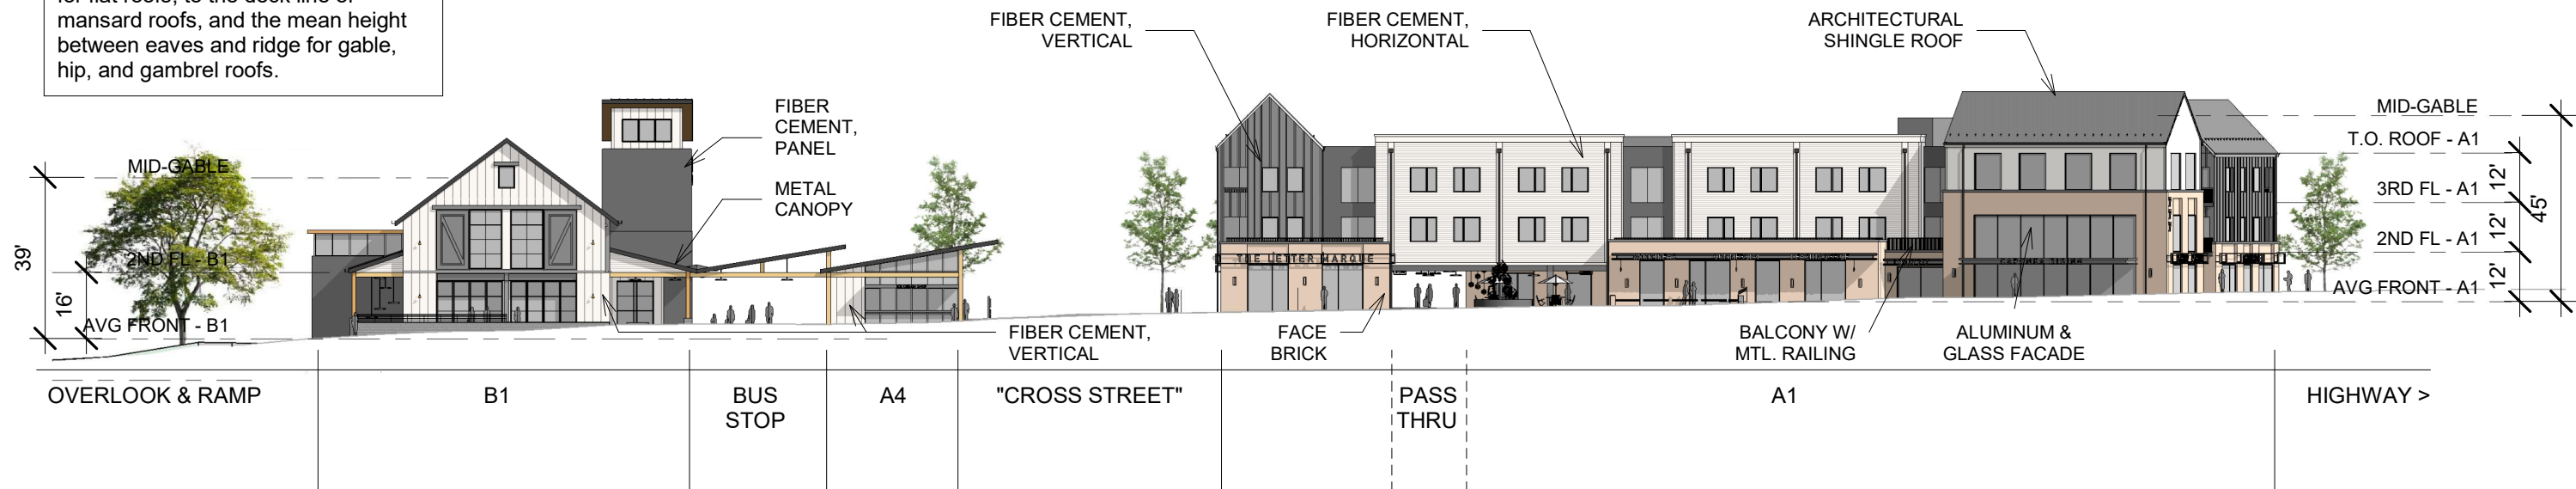 mansard roofs, and the mean height
between eaves and ridge for gable,
hip, and gambrel roofs.
FIBER CEMENT,
VERTICAL
FIBER CEMENT,
HORIZONTAL
ARCHITECTURAL
SHINGLE ROOF
FIBER
CEMENT,
PANEL
METAL
CANOPY
MID-GABLE
2ND FL - B1
AVG FRONT - B1
39'
16'
MID-GABLE
T.O. ROOF - A1
3RD FL - A1
2ND FL - A1
AVG FRONT - A1
12'
12'
12'
45'
THE LETTER MARQUE
FIBER CEMENT,
VERTICAL
FACE
BRICK
BALCONY W/
MTL. RAILING
ALUMINUM &
GLASS FACADE
OVERLOOK & RAMP
B1
BUS
STOP
A4
"CROSS STREET"
PASS
THRU
A1
HIGHWAY >